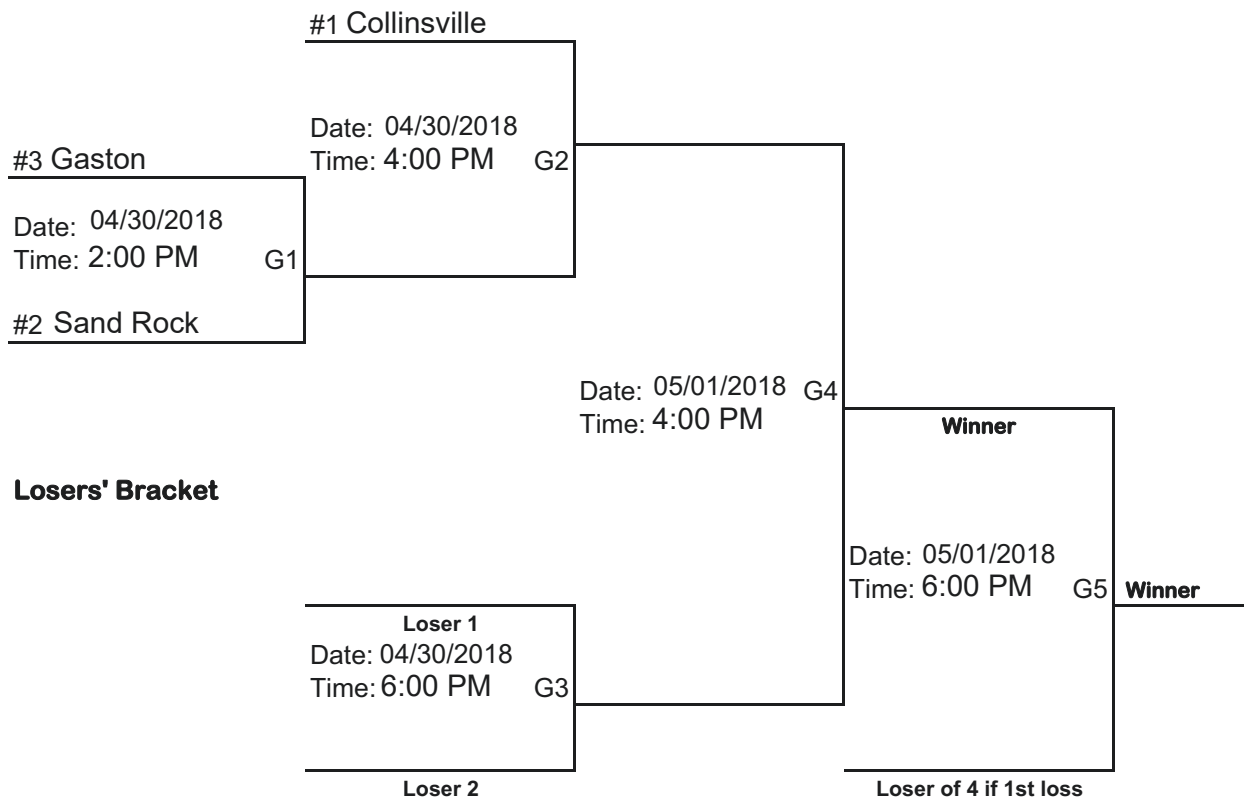 #1 Collinsville
Date: 04/30/2018
Time: 4:00 PM G2
#3 Gaston
Date: 04/30/2018
Time: 2:00 PM G1
#2 Sand Rock
Date: 05/01/2018 G4
Time: 4:00 PM
Winner
Losers' Bracket
Date: 05/01/2018
Time: 6:00 PM G5 Winner
Loser 1
Date: 04/30/2018
Time: 6:00 PM G3
Loser 2
Loser of 4 if 1st loss